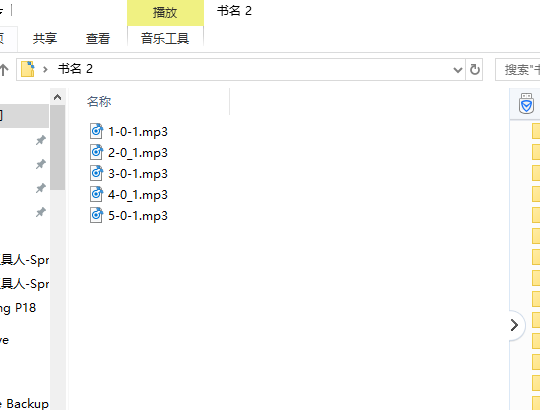 播放
书名 2
共享
查看
音乐工具
书名 2
搜索"书
名称
1-0-1.mp3
2-0_1.mp3
3-0-1.mp3
4-0_1.mp3
5-0-1.mp3
具人-Spr
具人-Spr
ng P18
ve
e Backup